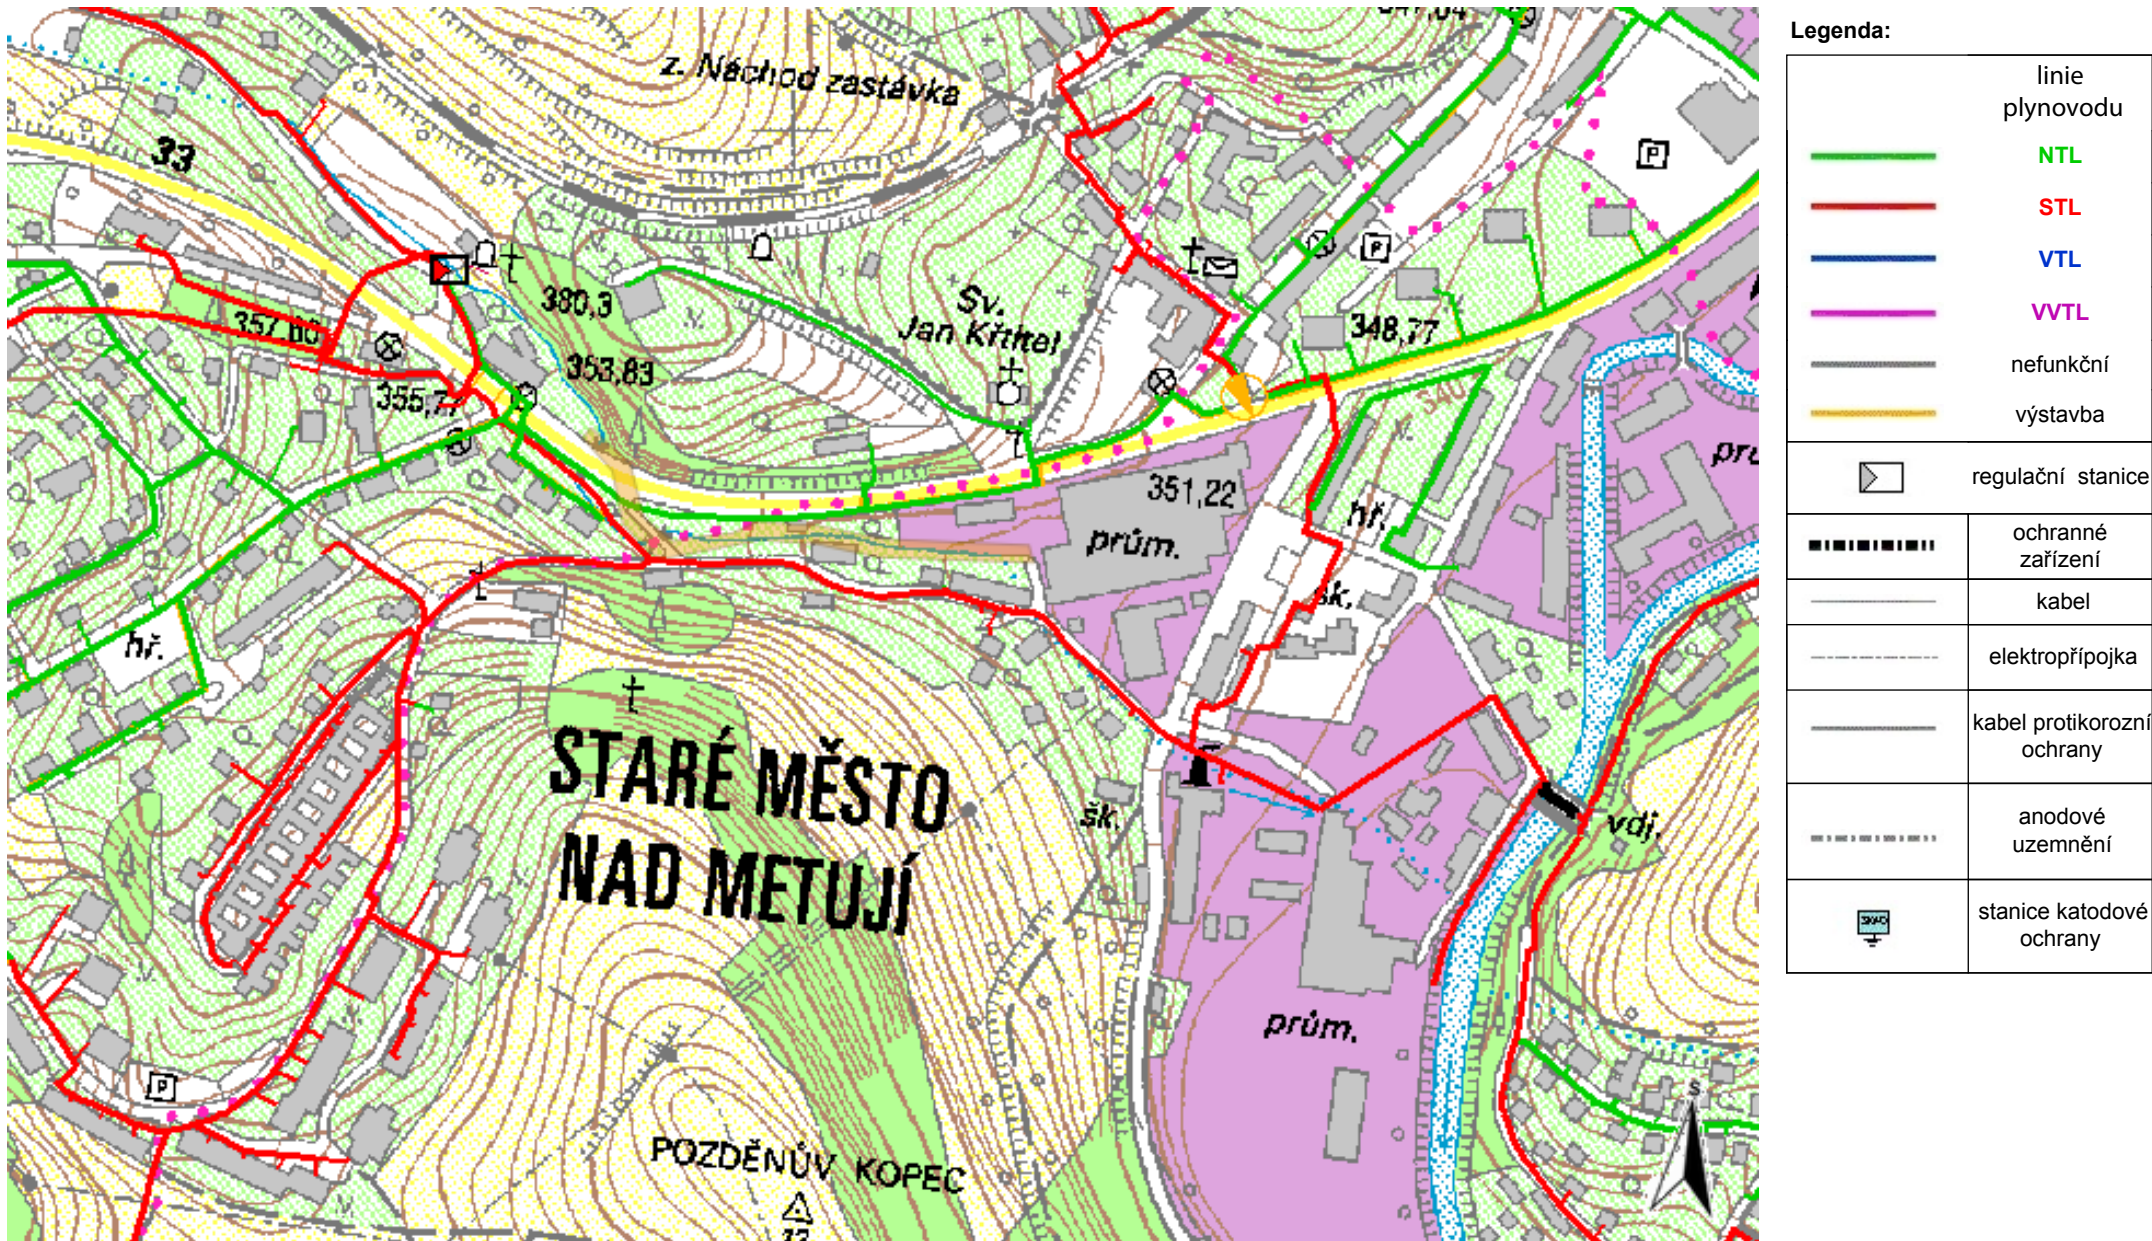 z. Náchod zastávka
33
P
380,3
Sv.
Jan Křtitel
P
357,60
348,77
353,83
355,77
351,22
prům.
hř.
šk.
hř.
STARÉ MĚSTO
NAD METUJÍ
šk.
vdj.
prům.
P
POZDĚNŮV KOPEC
S
Legenda:
linie
plynovodu
NTL
STL
VTL
VVTL
nefunkční
výstavba
regulační stanice
ochranné
zařízení
kabel
elektropřípojka
kabel protikorozní
ochrany
anodové
uzemnění
SKAO
stanice katodové
ochrany